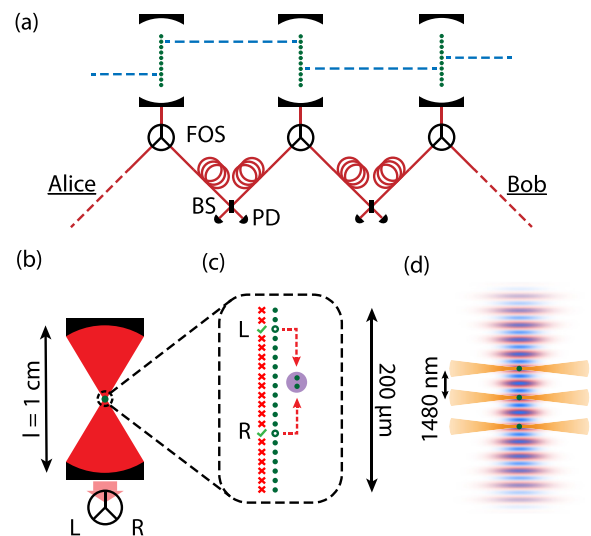 (a)
FOS
Alice
Bob
BS
PD
(b)
(c)
(d)
l = 1 cm
L
R
L
R
200 μm
1480 nm